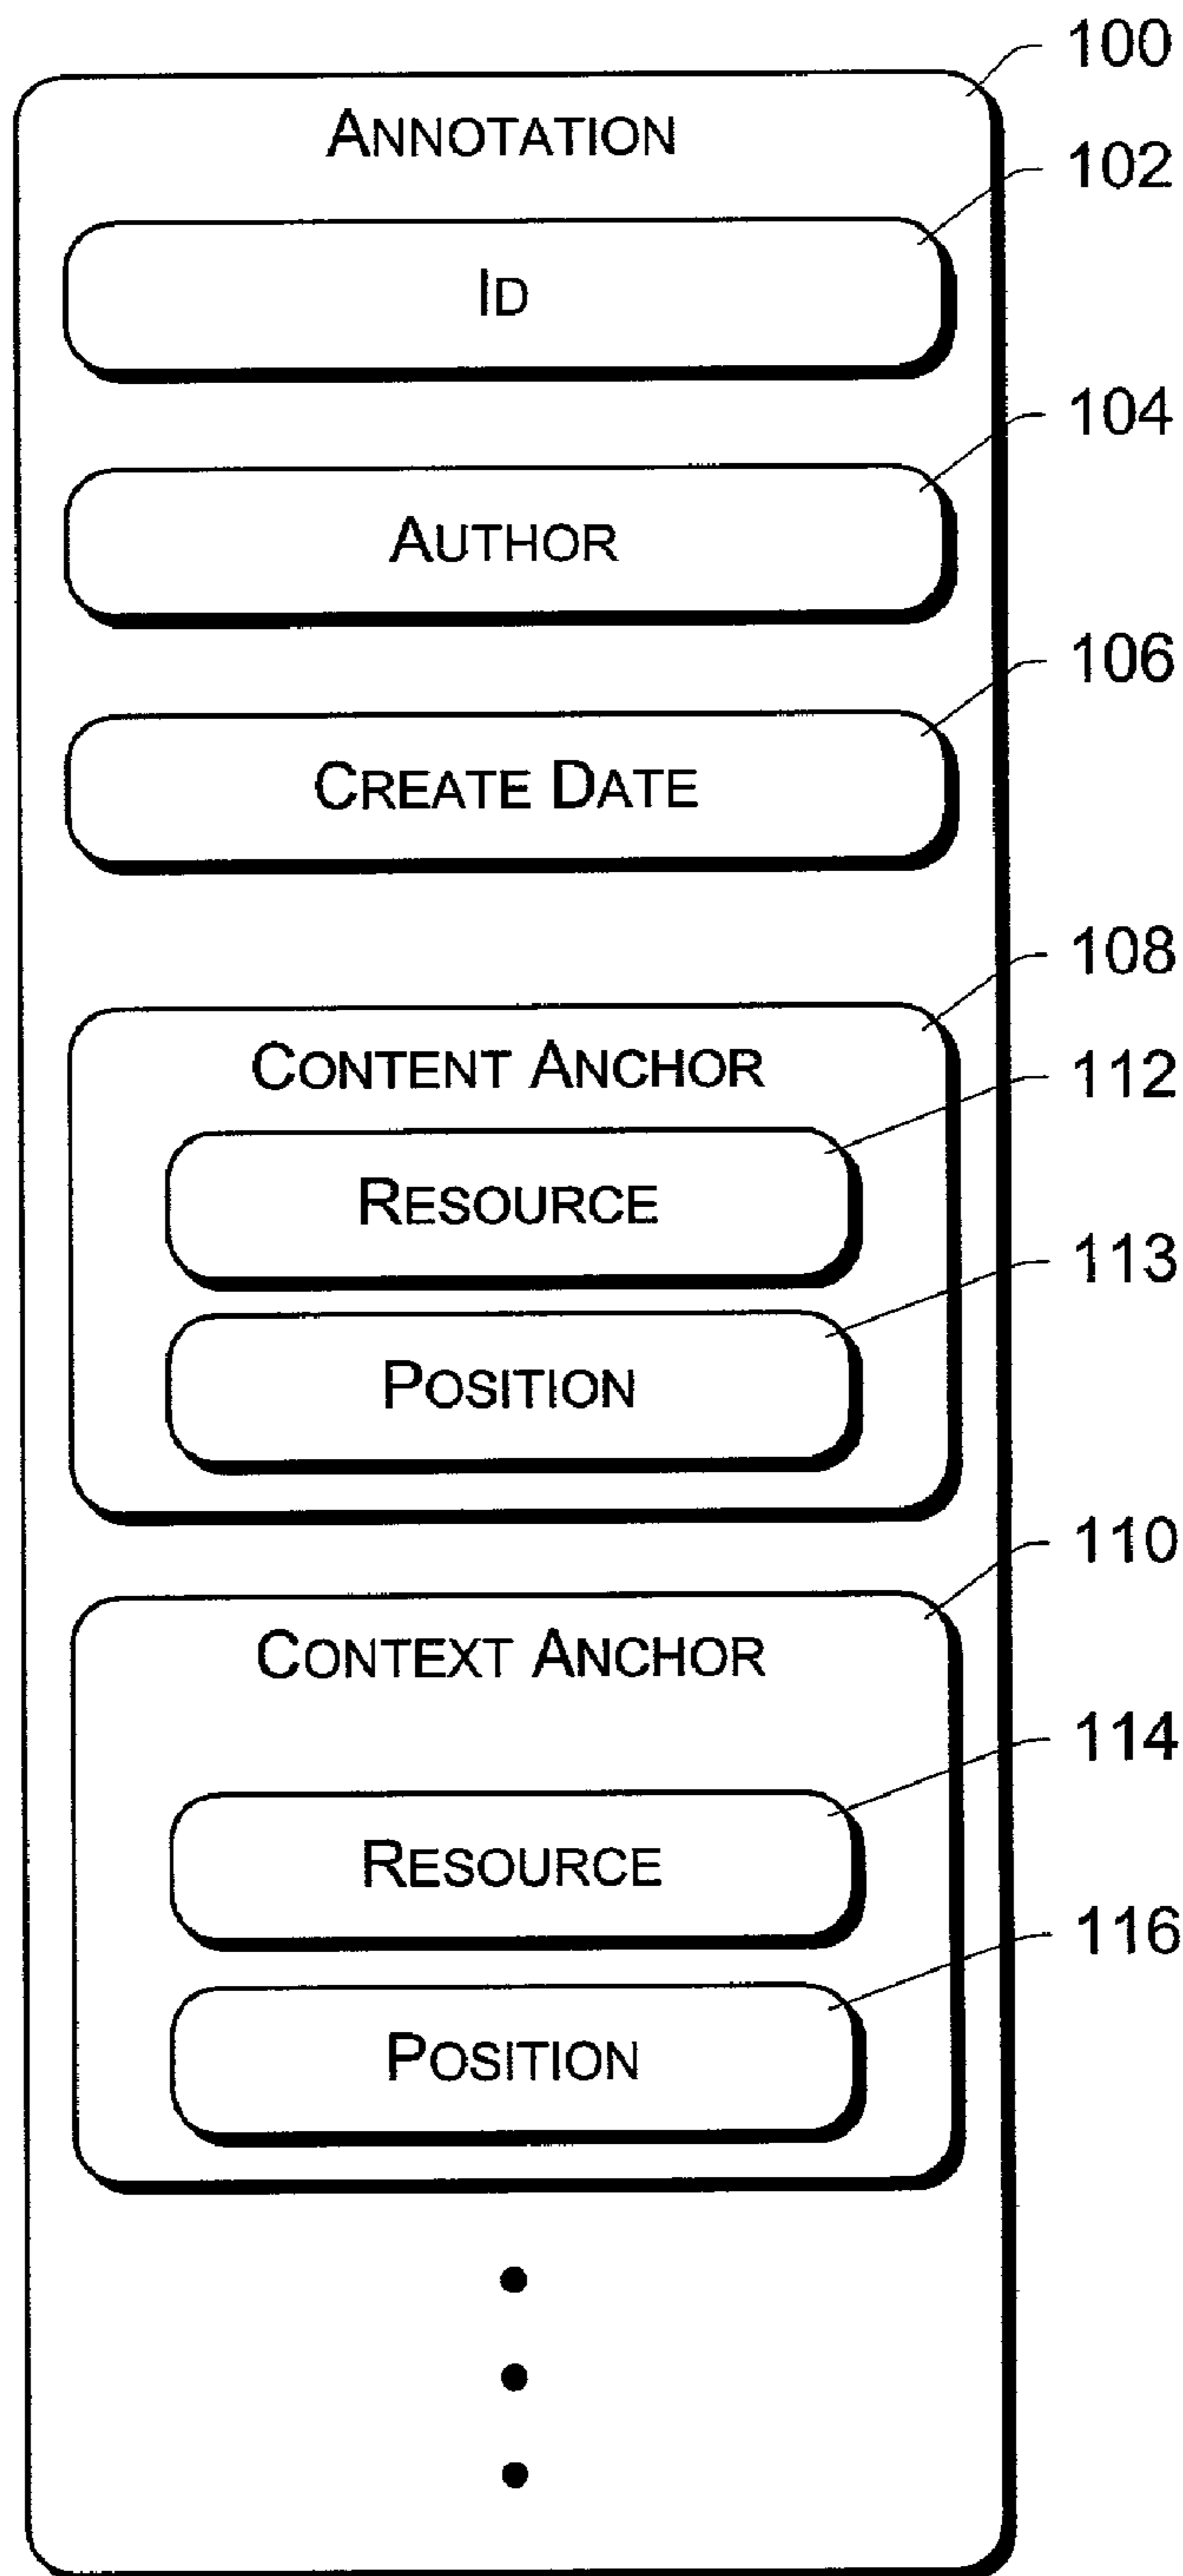 100
ANNOTATION
102
ID
104
AUTHOR
106
CREATE DATE
108
CONTENT ANCHOR
112
RESOURCE
113
POSITION
110
CONTEXT ANCHOR
114
RESOURCE
116
POSITION